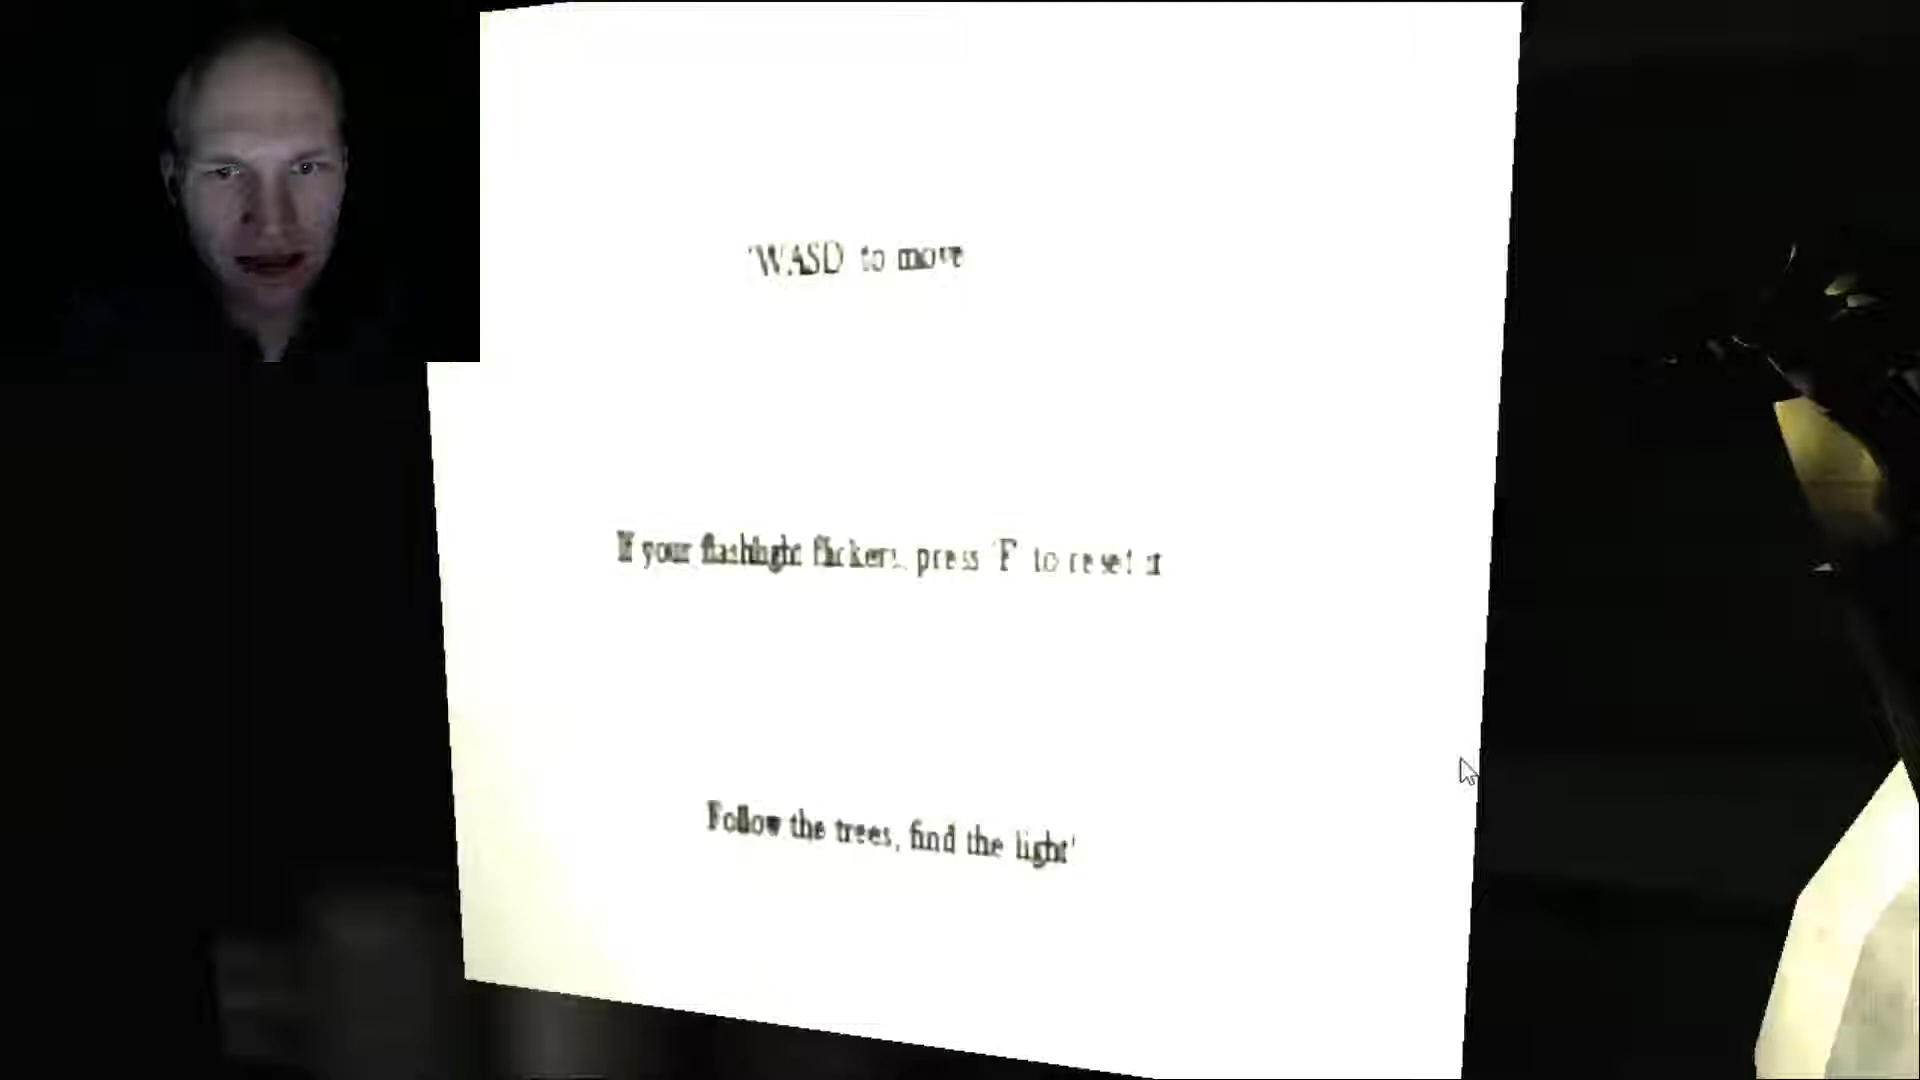 'WASD to move
If your flashlight flickers, press 'F' to reset it
Follow the trees, find the light'